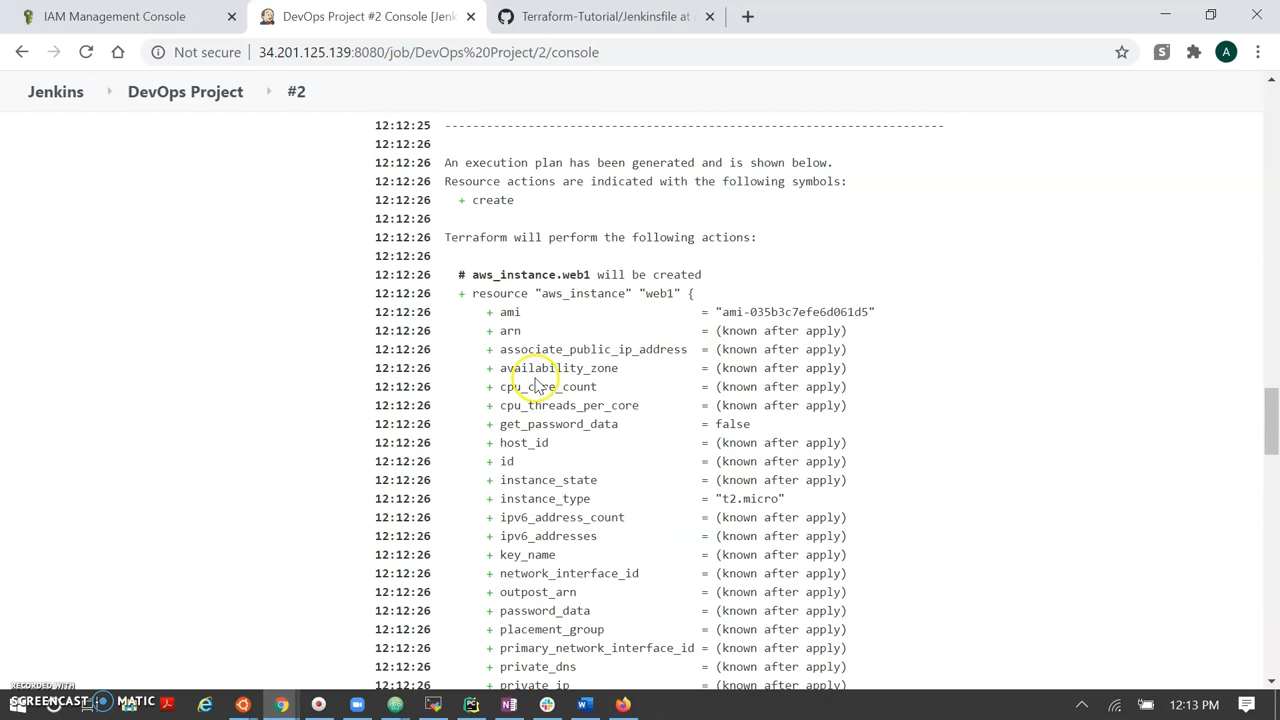 IAM Management Console
DevOps Project #2 Console [Jenk
Terraform-Tutorial/Jenkinsfile at
Not secure
34.201.125.139:8080/job/DevOps%20Project/2/console
S
A
Jenkins
DevOps Project
#2
12:12:25 ------------------------------------------------------------------------
12:12:26
12:12:26 An execution plan has been generated and is shown below.
12:12:26 Resource actions are indicated with the following symbols:
12:12:26 + create
12:12:26
12:12:26 Terraform will perform the following actions:
12:12:26
12:12:26 # aws_instance.web1 will be created
12:12:26 + resource "aws_instance" "web1" {
12:12:26 + ami = "ami-035b3c7efe6d061d5"
12:12:26 + arn = (known after apply)
12:12:26 + associate_public_ip_address = (known after apply)
12:12:26 + availability_zone = (known after apply)
12:12:26 + cpu_core_count = (known after apply)
12:12:26 + cpu_threads_per_core = (known after apply)
12:12:26 + get_password_data = false
12:12:26 + host_id = (known after apply)
12:12:26 + id = (known after apply)
12:12:26 + instance_state = (known after apply)
12:12:26 + instance_type = "t2.micro"
12:12:26 + ipv6_address_count = (known after apply)
12:12:26 + ipv6_addresses = (known after apply)
12:12:26 + key_name = (known after apply)
12:12:26 + network_interface_id = (known after apply)
12:12:26 + outpost_arn = (known after apply)
12:12:26 + password_data = (known after apply)
12:12:26 + placement_group = (known after apply)
12:12:26 + primary_network_interface_id = (known after apply)
12:12:26 + private_dns = (known after apply)
12:12:26 + private_ip = (known after apply)
RECORDED WITH
SCREENCAST MATIC
12:13 PM